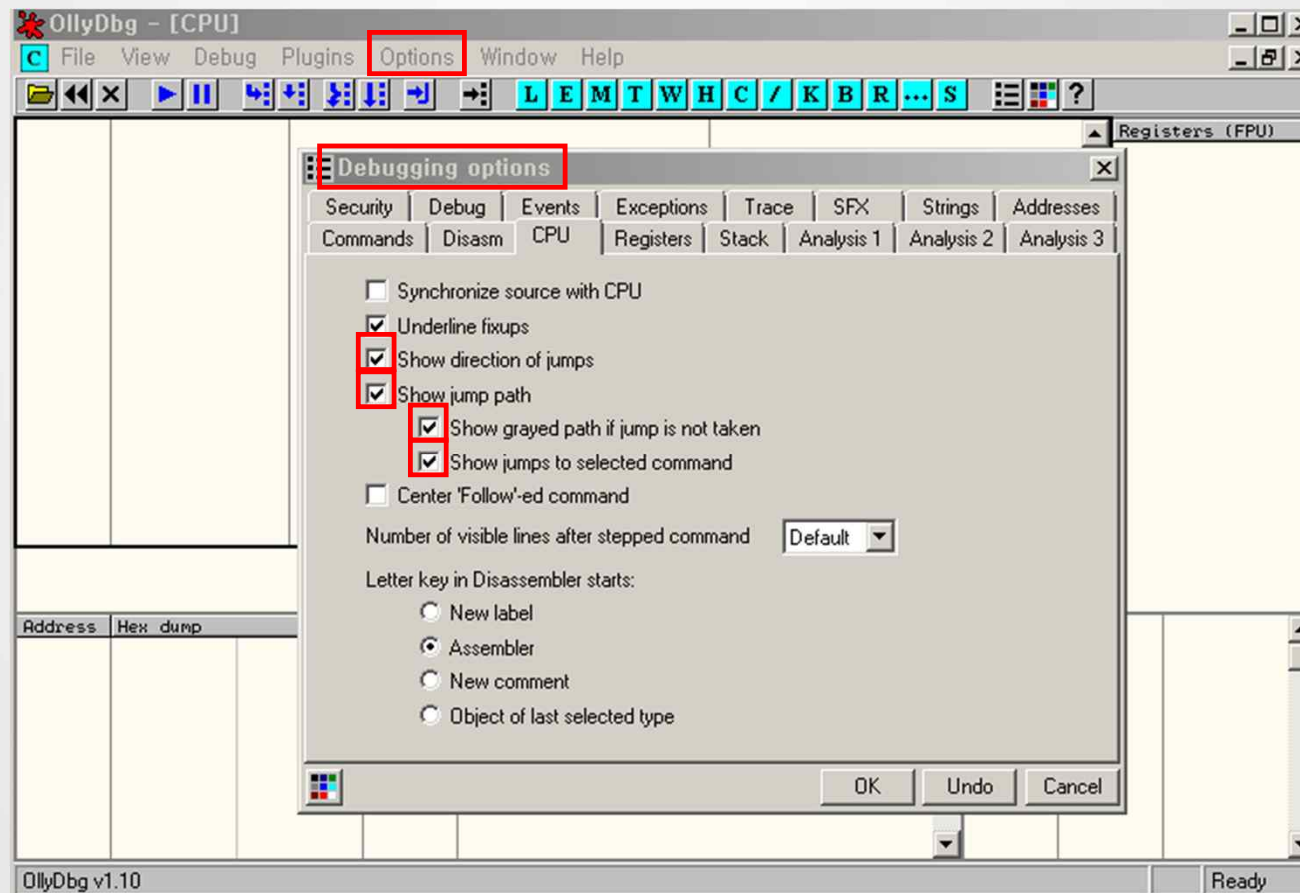 OllyDbg - [CPU]
C File View Debug Plugins Options Window Help
L E M T W H C / K B R ... S ?
Registers (FPU)
Debugging options
Security Debug Events Exceptions Trace SFX Strings Addresses
Commands Disasm CPU Registers Stack Analysis 1 Analysis 2 Analysis 3
Synchronize source with CPU
Underline fixups
Show direction of jumps
Show jump path
Show grayed path if jump is not taken
Show jumps to selected command
Center 'Follow'-ed command
Number of visible lines after stepped command Default
Letter key in Disassembler starts:
New label
Assembler
New comment
Object of last selected type
OK Undo Cancel
Address Hex dump
OllyDbg v1.10 Ready